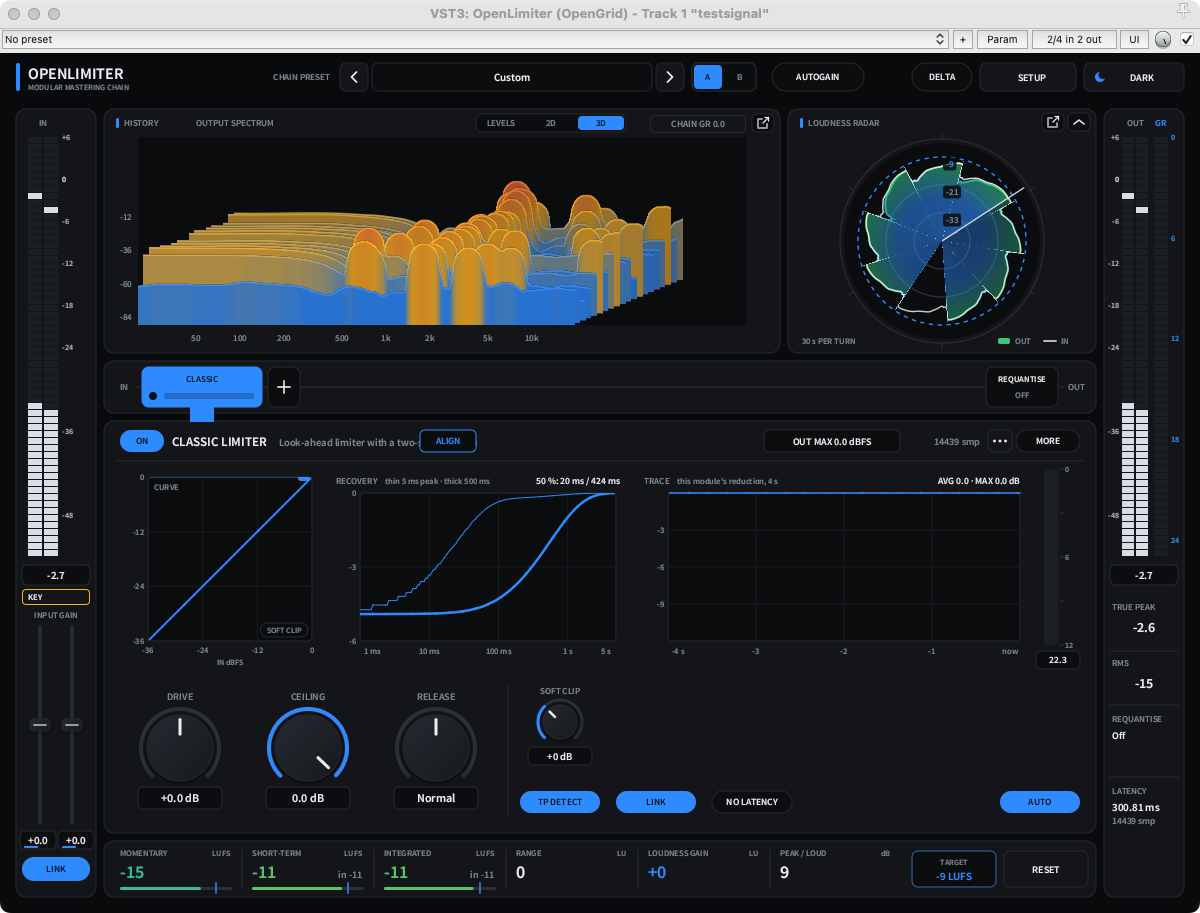 VST3: OpenLimiter (OpenGrid) - Track 1 "testsignal"
No preset
+
Param
2/4 in 2 out
UI
OPENLIMITER
MODULAR MASTERING CHAIN
CHAIN PRESET
Custom
A
B
AUTOGAIN
DELTA
SETUP
DARK
IN
+6
0
-6
-12
-18
-24
-36
-48
-2.7
KEY
INPUT GAIN
+0.0
+0.0
LINK
HISTORY
OUTPUT SPECTRUM
LEVELS
2D
3D
CHAIN GR 0.0
-12
-36
-60
-84
50
100
200
500
1k
2k
5k
10k
LOUDNESS RADAR
-9
-21
-33
30 s PER TURN
OUT
IN
IN
CLASSIC
+
REQUANTISE
OFF
OUT
ON
CLASSIC LIMITER
Look-ahead limiter with a two-
ALIGN
OUT MAX 0.0 dBFS
14439 smp
•••
MORE
CURVE
0
-12
-24
-36
SOFT CLIP
-36
-24
-12
0
IN dBFS
RECOVERY
thin 5 ms peak · thick 500 ms
50 %: 20 ms / 424 ms
0
-3
-6
1 ms
10 ms
100 ms
1 s
5 s
TRACE
this module's reduction, 4 s
AVG 0.0 · MAX 0.0 dB
-3
-6
-9
-4 s
-3
-2
-1
now
0
6
12
22.3
DRIVE
+0.0 dB
CEILING
0.0 dB
RELEASE
Normal
SOFT CLIP
+0 dB
TP DETECT
LINK
NO LATENCY
AUTO
MOMENTARY
LUFS
-15
SHORT-TERM
LUFS
-11
in -11
INTEGRATED
LUFS
-11
in -11
RANGE
LU
0
LOUDNESS GAIN
LU
+0
PEAK / LOUD
dB
9
TARGET
-9 LUFS
RESET
OUT
GR
+6
0
-6
-12
-18
-24
-36
-48
0
6
12
18
24
-2.7
TRUE PEAK
-2.6
RMS
-15
REQUANTISE
Off
LATENCY
300.81 ms
14439 smp